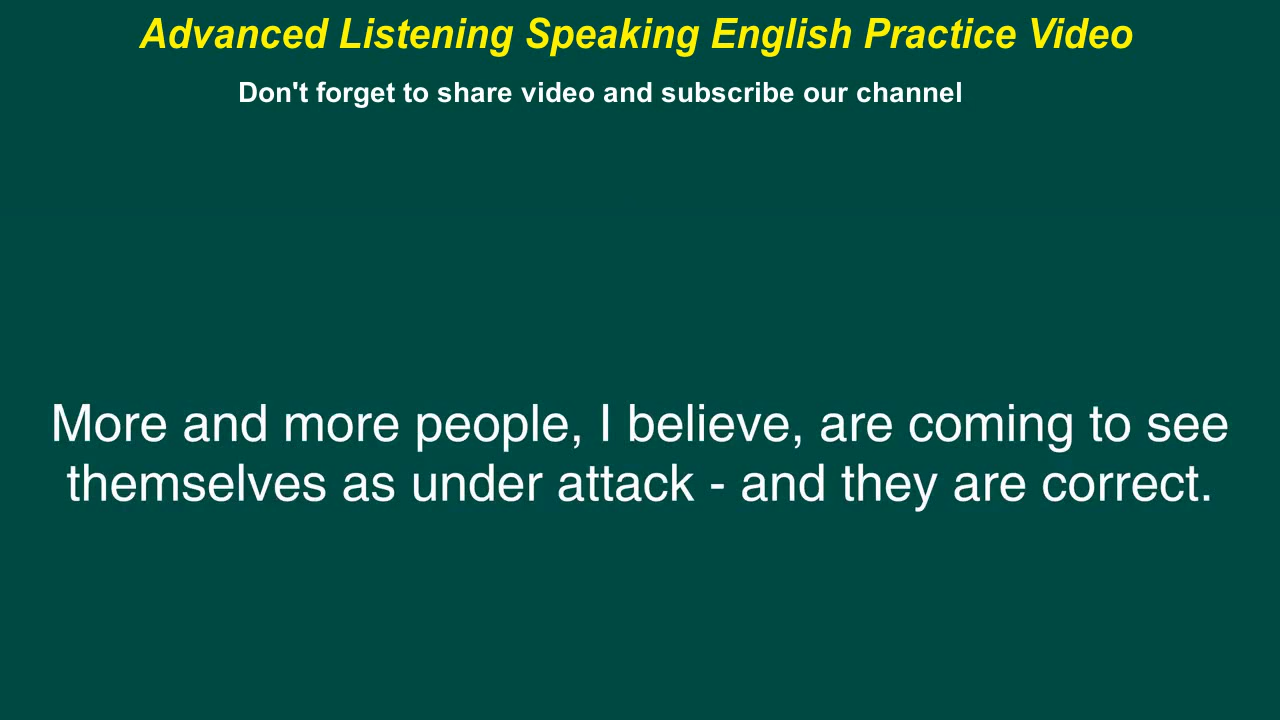 Advanced Listening Speaking English Practice Video
Don't forget to share video and subscribe our channel
More and more people, I believe, are coming to see
themselves as under attack - and they are correct.